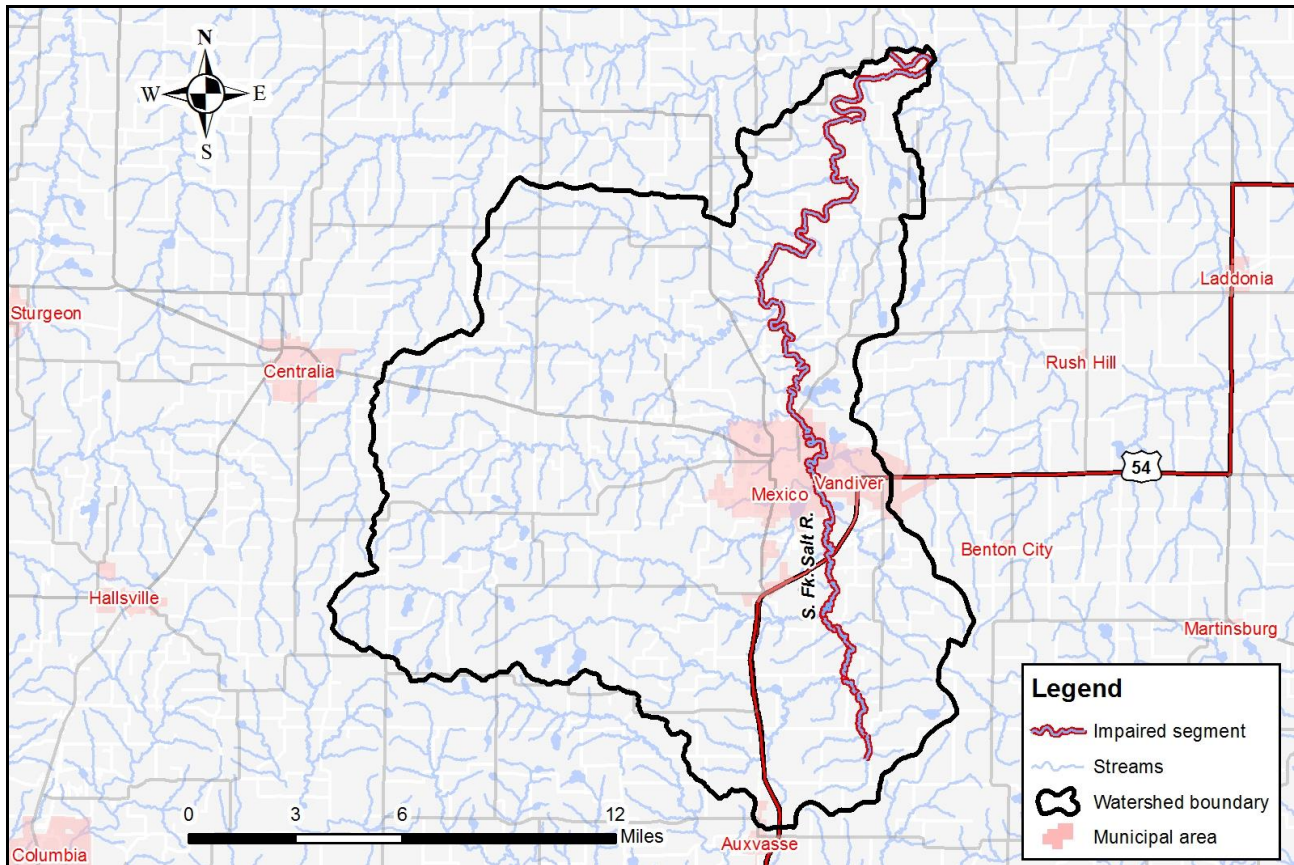 N
W E
S
Laddonia
Sturgeon
Rush Hill
Centralia
54
Vandiver
Mexico
S. Fk. Salt R.
Benton City
Hallsville
Martinsburg
Legend
Impaired segment
Streams
Watershed boundary
Municipal area
0 3 6 12
Miles
Auxvasse
Columbia